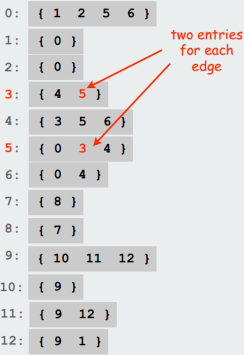 0: { 1 2 5 6 }
1: { 0 }
2: { 0 }
3: { 4 5 }
4: { 3 5 6 }
5: { 0 3 4 }
6: { 0 4 }
7: { 8 }
8: { 7 }
9: { 10 11 12 }
10: { 9 }
11: { 9 12 }
12: { 9 1 }
two entries
for each
edge